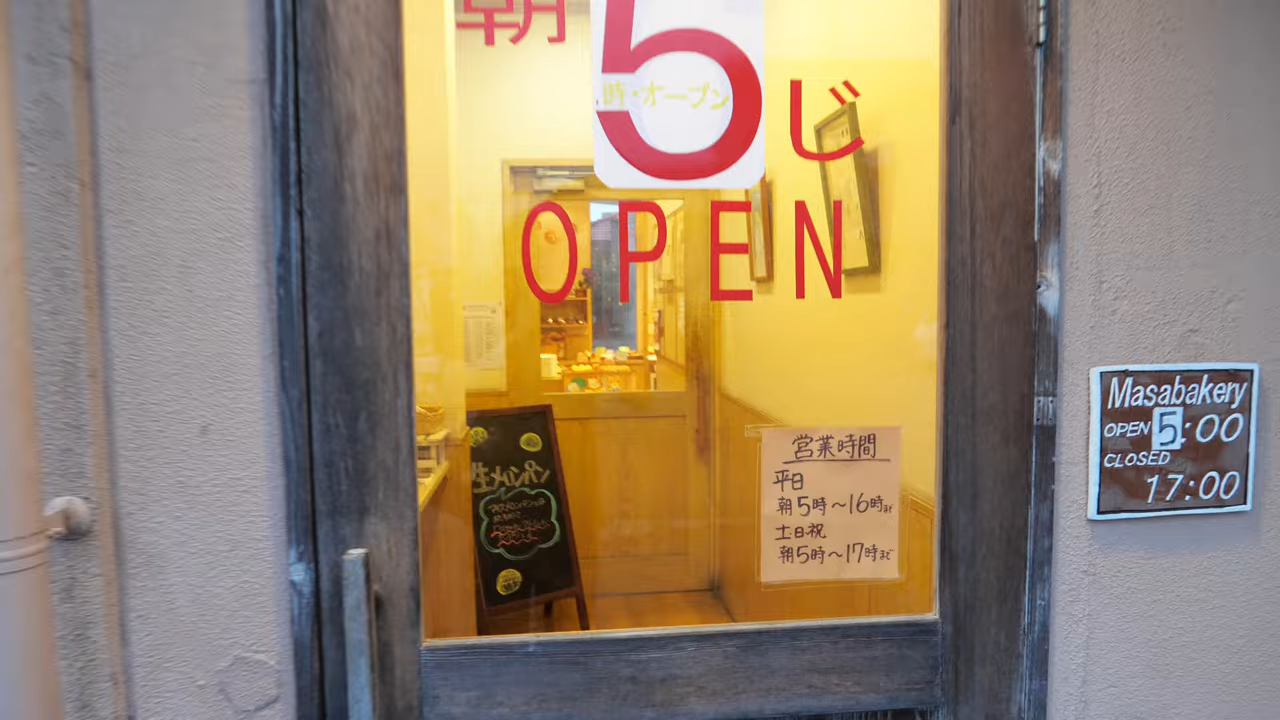 朝
5
時・オープン
じ
OPEN
生メロンパン
営業時間
平日
朝5時～16時まで
土日祝
朝5時～17時まで
Masabakery
OPEN 5:00
CLOSED
17:00